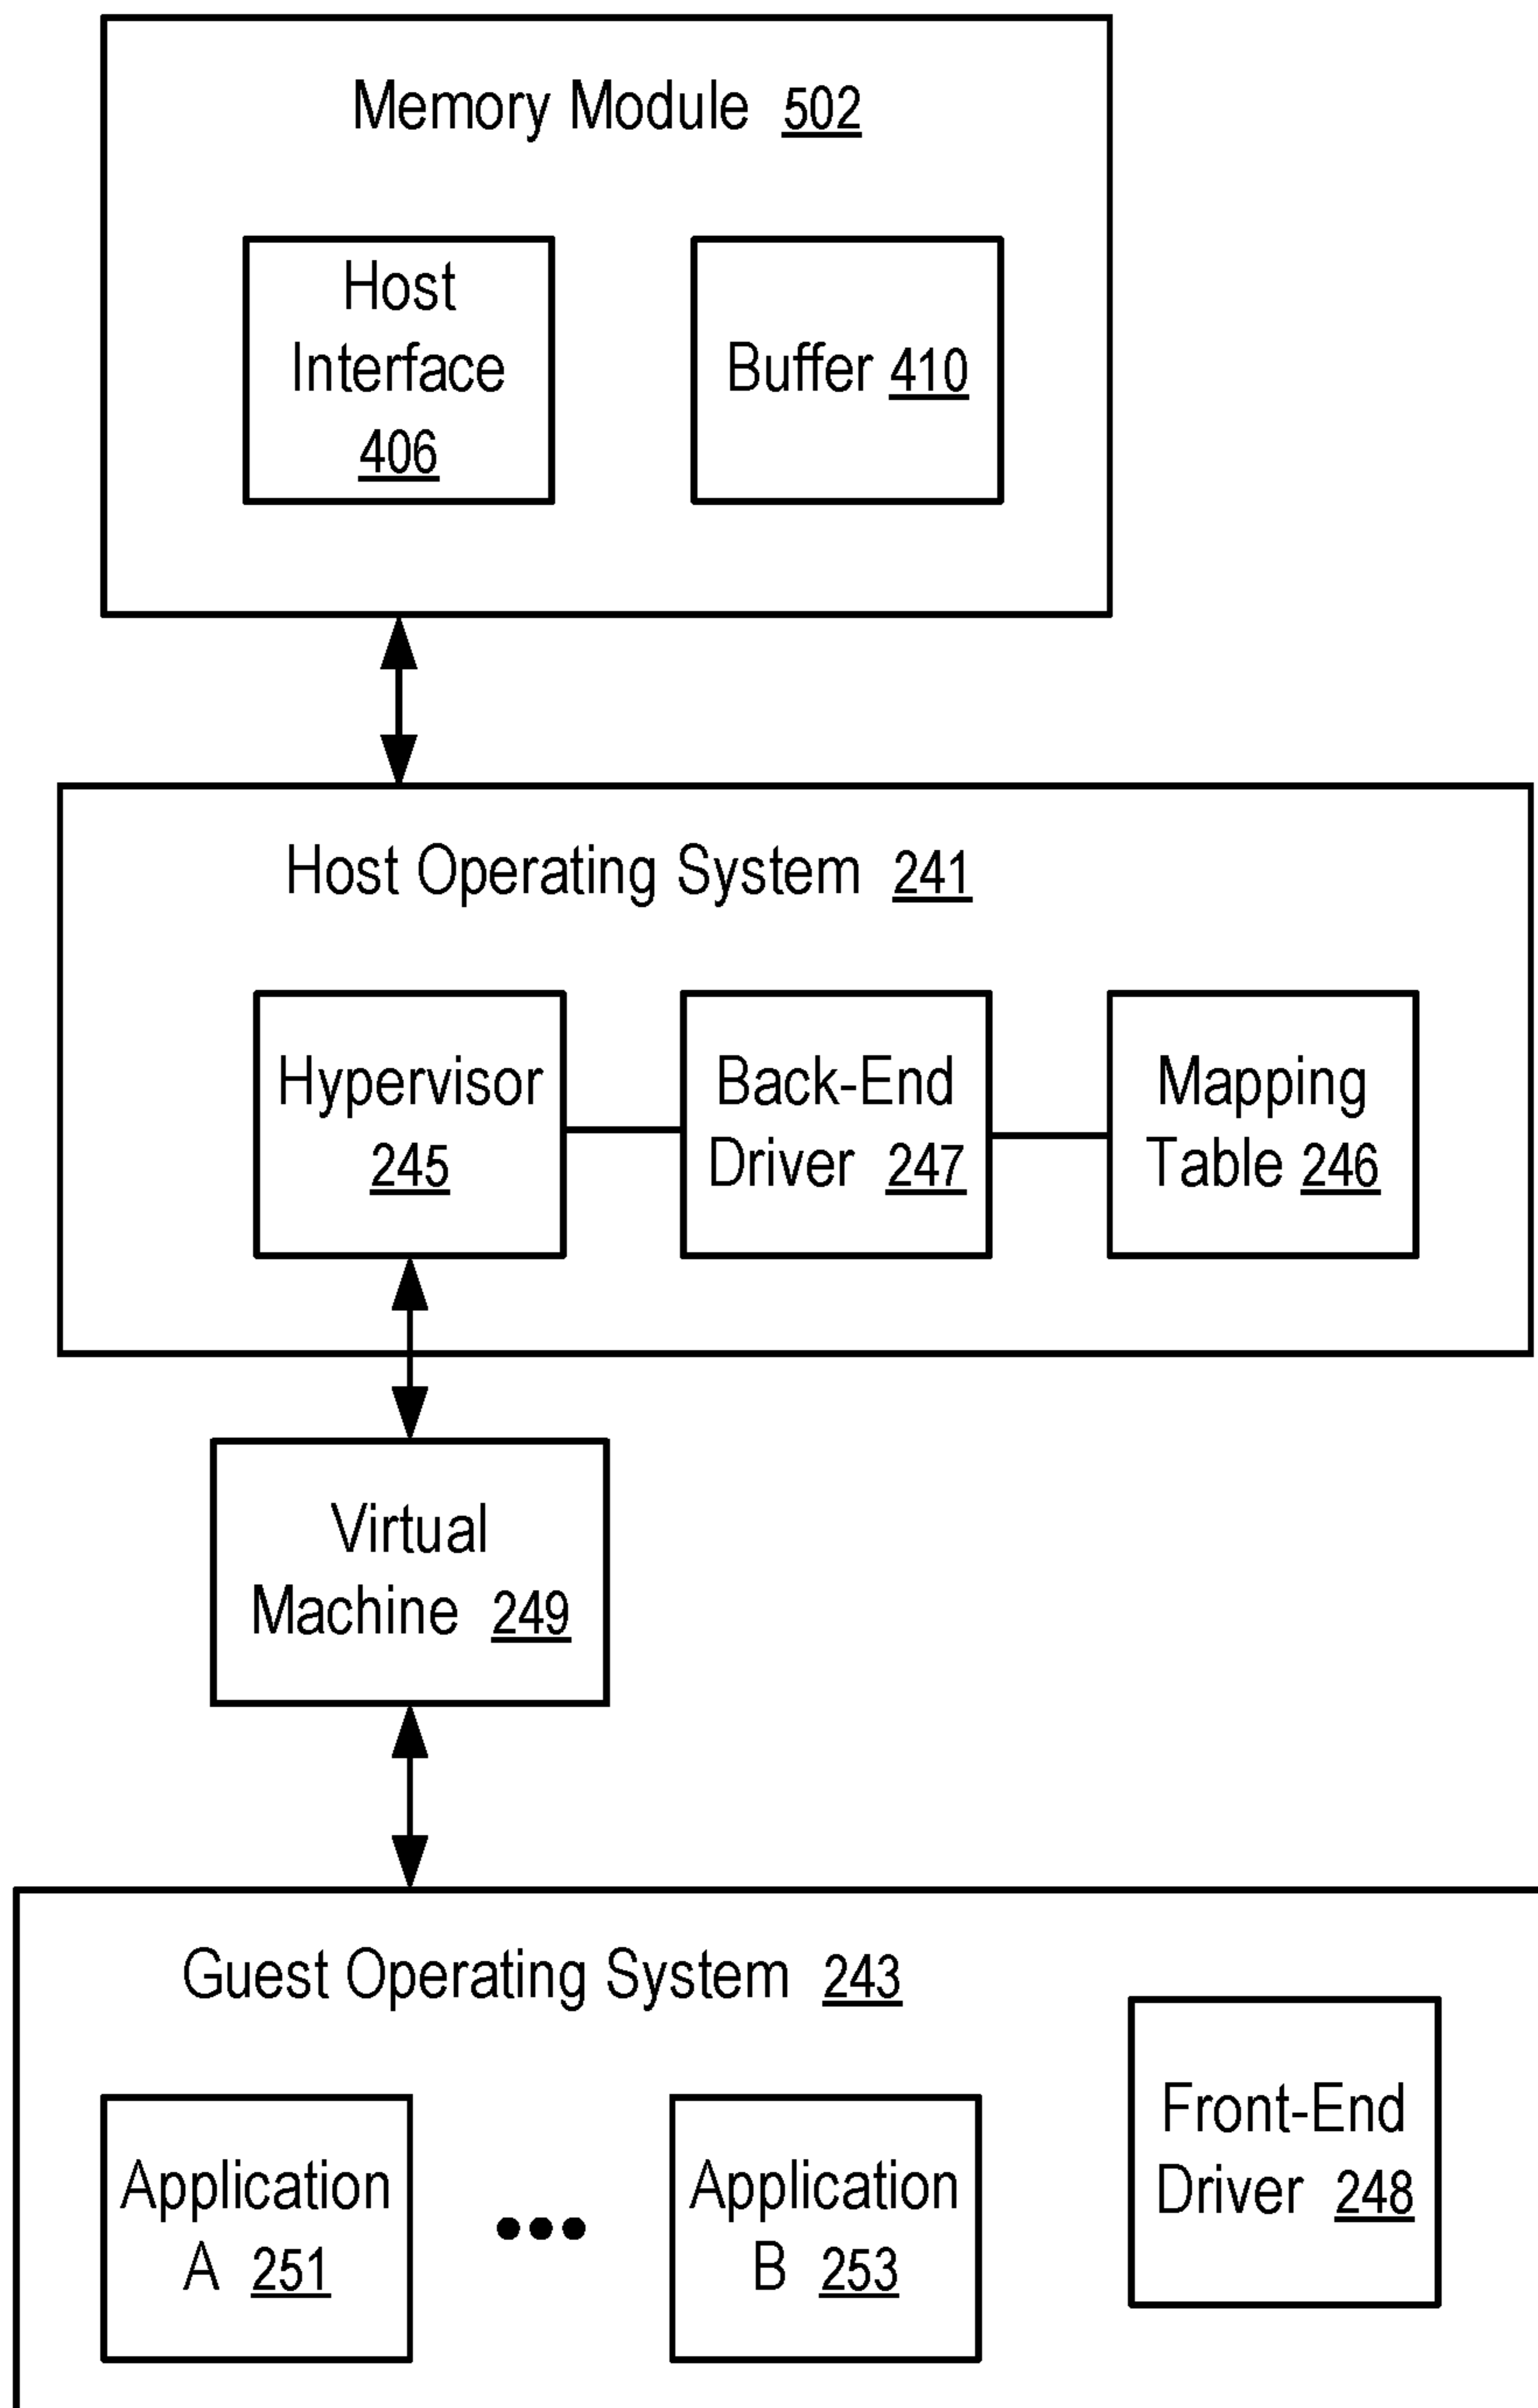 Memory Module 502
Host
Interface
406
Buffer 410
Host Operating System 241
Hypervisor
245
Back-End
Driver 247
Mapping
Table 246
Virtual
Machine 249
Guest Operating System 243
Application
A 251
Application
B 253
Front-End
Driver 248